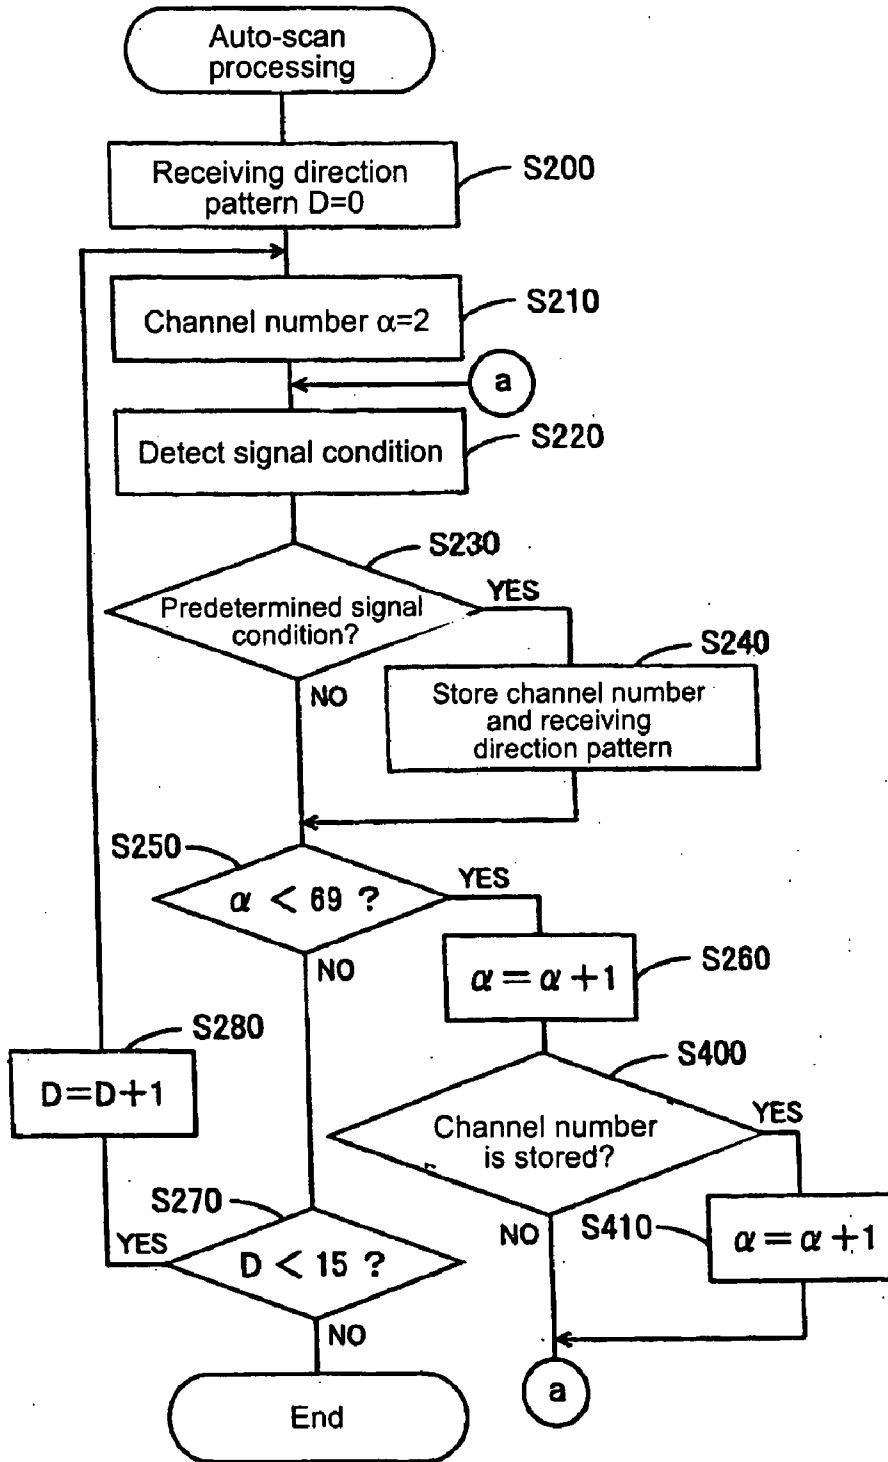 Auto-scan
processing
Receiving direction
pattern D=0
S200
Channel number α=2
S210
a
Detect signal condition
S220
S230
Predetermined signal
condition?
YES
NO
S240
Store channel number
and receiving
direction pattern
S250
α < 69 ?
YES
NO
α = α +1
S260
S280
D=D+1
S400
Channel number
is stored?
YES
NO
S410
α = α +1
S270
D < 15 ?
YES
NO
a
End